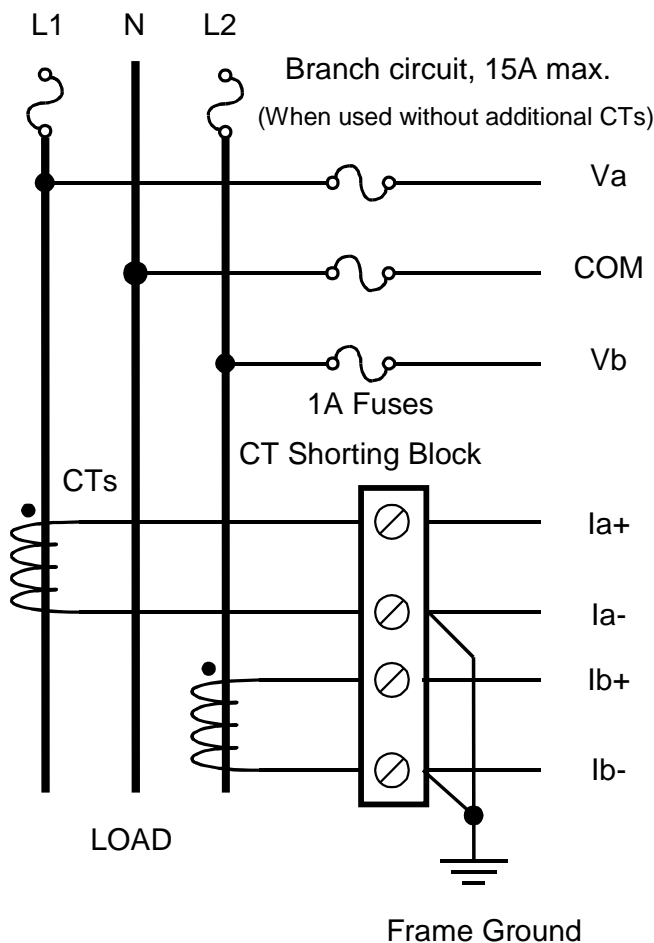 L1 N L2
Branch circuit, 15A max.
(When used without additional CTs)
Va
COM
Vb
1A Fuses
CT Shorting Block
CTs
Ia+
Ia-
Ib+
Ib-
LOAD
Frame Ground